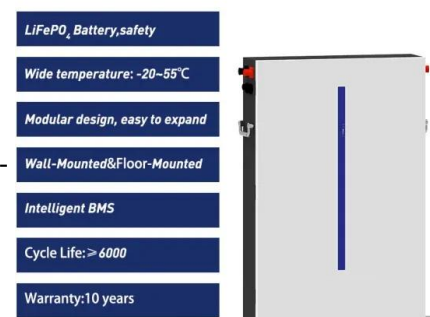 LiFePO₄ Battery,safety
Wide temperature: -20~55℃
Modular design, easy to expand
Wall-Mounted&Floor-Mounted
Intelligent BMS
Cycle Life:≥6000
Warranty:10 years